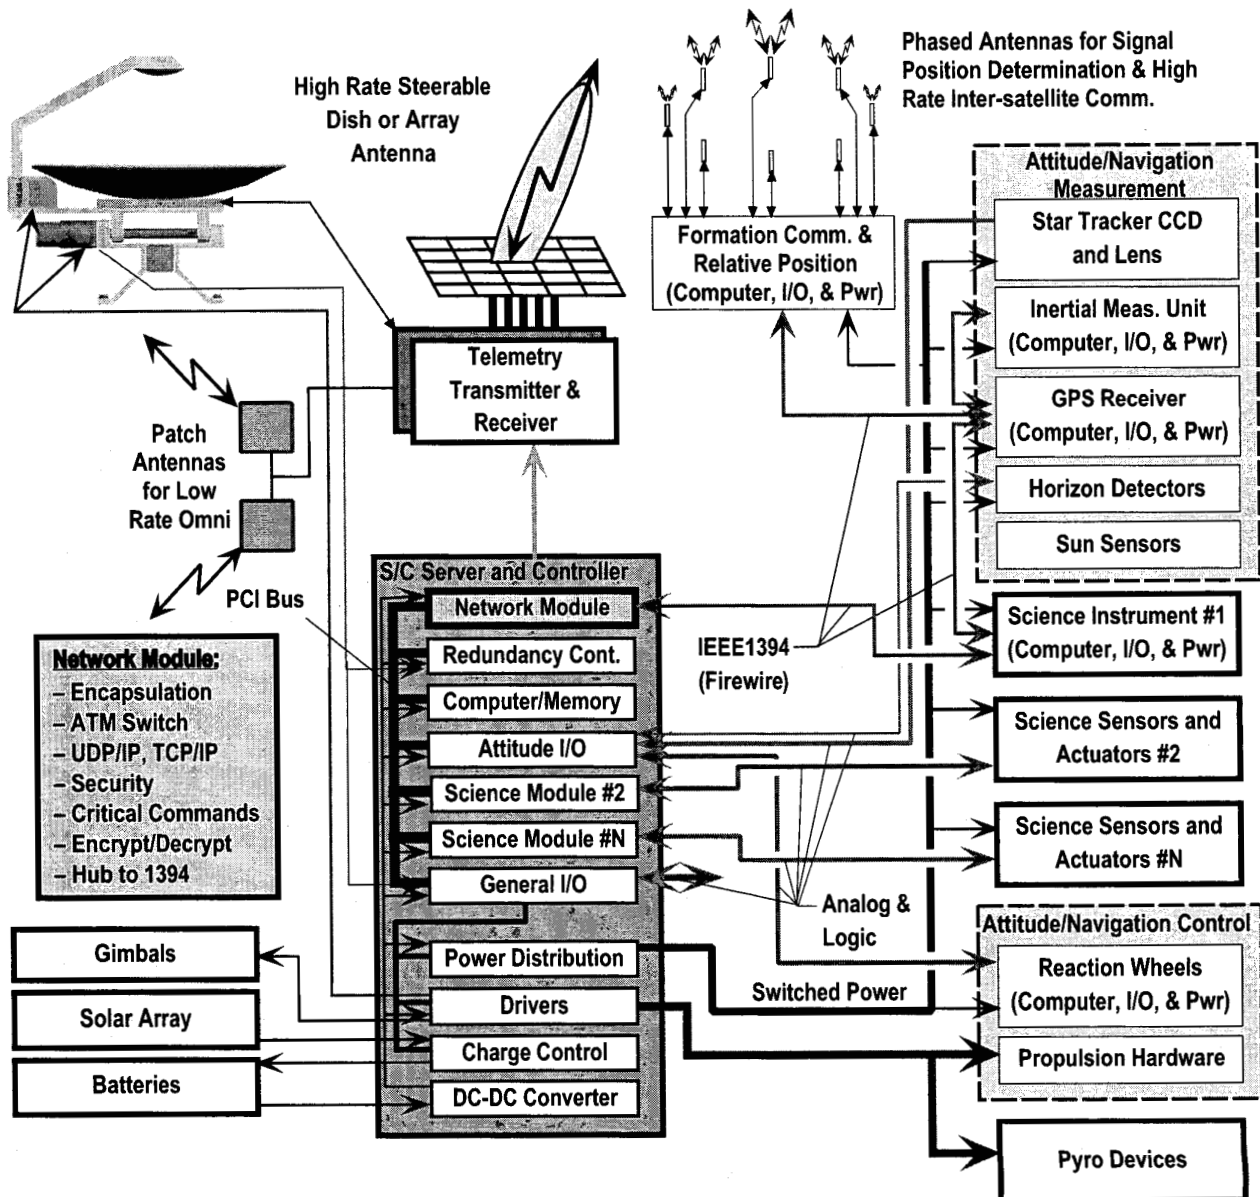 High Rate Steerable
Dish or Array
Antenna
Phased Antennas for Signal
Position Determination & High
Rate Inter-satellite Comm.
Attitude/Navigation
Measurement
Star Tracker CCD
and Lens
Inertial Meas. Unit
(Computer, I/O, & Pwr)
GPS Receiver
(Computer, I/O, & Pwr)
Horizon Detectors
Sun Sensors
Formation Comm. &
Relative Position
(Computer, I/O, & Pwr)
Telemetry
Transmitter &
Receiver
Patch
Antennas
for Low
Rate Omni
PCI Bus
S/C Server and Controller
Network Module
Redundancy Cont.
Computer/Memory
Attitude I/O
Science Module #2
Science Module #N
General I/O
Power Distribution
Drivers
Charge Control
DC-DC Converter
Network Module:
– Encapsulation
– ATM Switch
– UDP/IP, TCP/IP
– Security
– Critical Commands
– Encrypt/Decrypt
– Hub to 1394
Gimbals
Solar Array
Batteries
IEEE1394
(Firewire)
Analog &
Logic
Switched Power
Science Instrument #1
(Computer, I/O, & Pwr)
Science Sensors and
Actuators #2
Science Sensors and
Actuators #N
Attitude/Navigation Control
Reaction Wheels
(Computer, I/O, & Pwr)
Propulsion Hardware
Pyro Devices